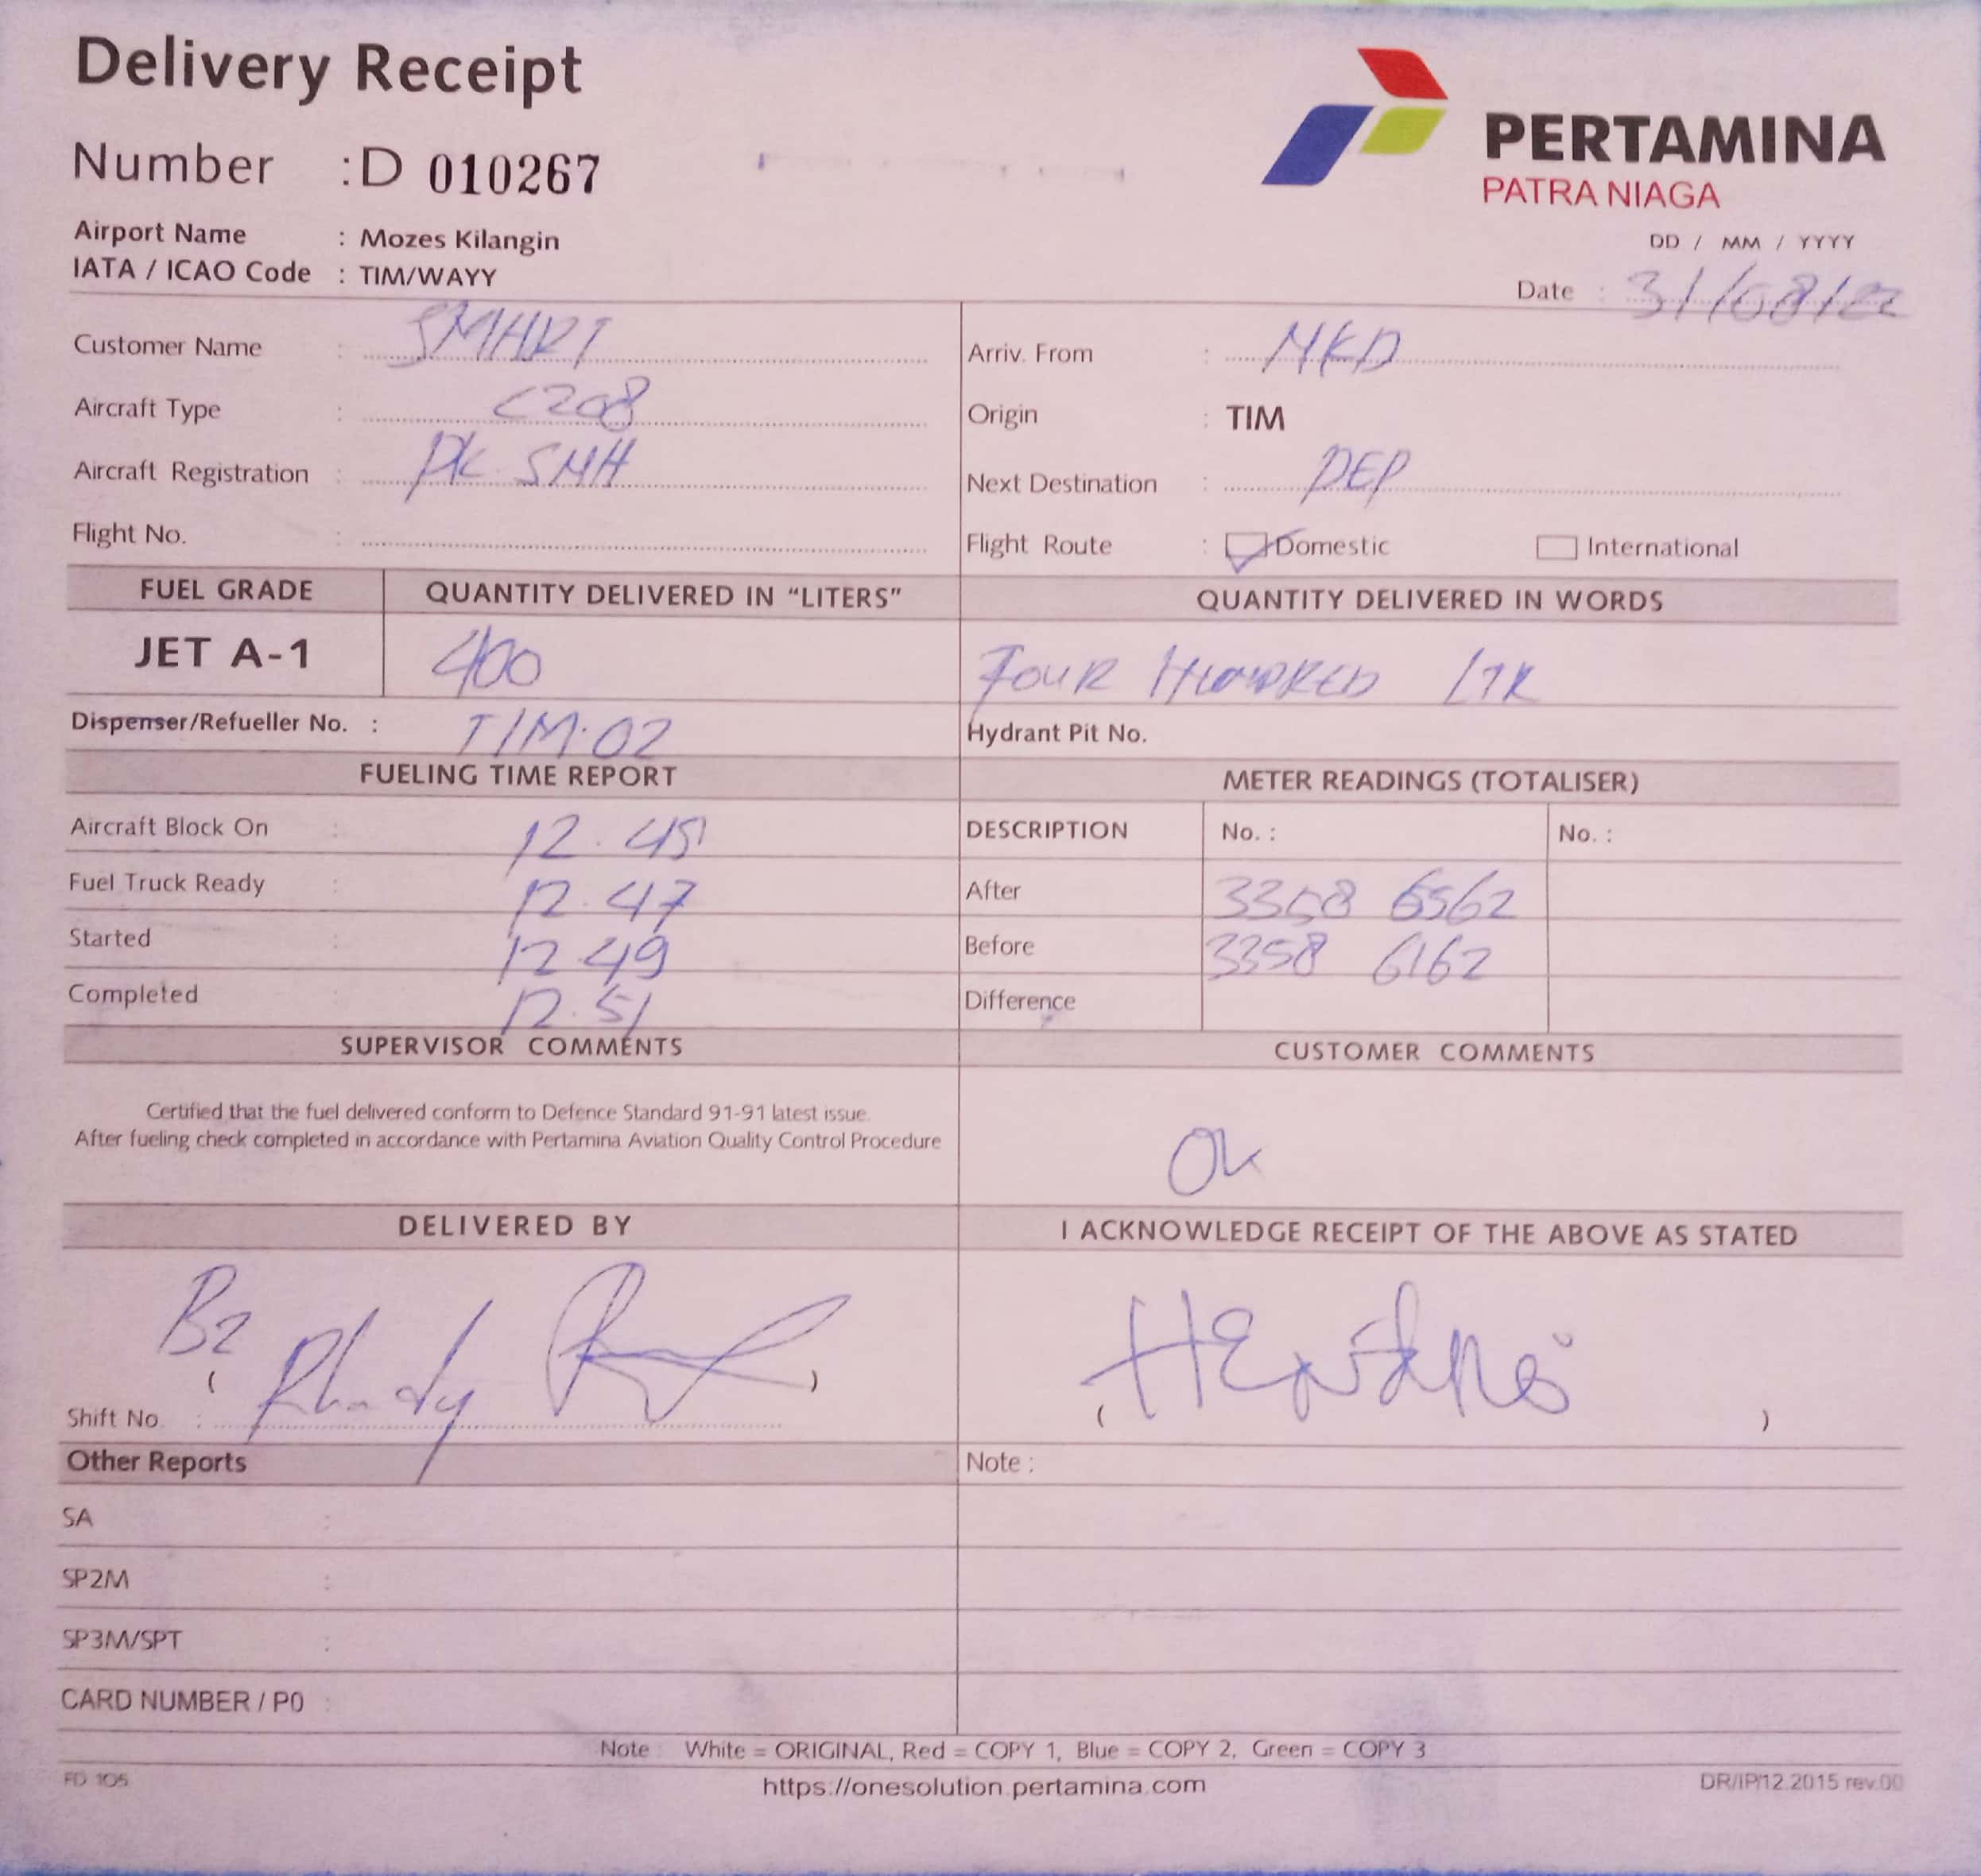 Delivery Receipt
PERTAMINA
PATRA NIAGA
Number : D 010267
Airport Name : Mozes Kilangin
IATA / ICAO Code : TIM/WAYY
DD / MM / YYYY
Date : 31/08/22
Customer Name : SMART
Arriv. From : MKD
Aircraft Type : C208
Origin : TIM
Aircraft Registration : PK SNH
Next Destination : DEP
Flight No. :
Flight Route : Domestic International
FUEL GRADE QUANTITY DELIVERED IN “LITERS” QUANTITY DELIVERED IN WORDS
JET A-1 400 FOUR HUNDRED LTR
Dispenser/Refueller No. : TIM.02 Hydrant Pit No.
FUELING TIME REPORT METER READINGS (TOTALISER)
Aircraft Block On : 12.45 DESCRIPTION No. : No. :
Fuel Truck Ready : 12.47 After 3358 6562
Started : 12.49 Before 3358 6162
Completed : 12.51 Difference
SUPERVISOR COMMENTS CUSTOMER COMMENTS
Certified that the fuel delivered conform to Defence Standard 91-91 latest issue.
After fueling check completed in accordance with Pertamina Aviation Quality Control Procedure
Ok
DELIVERED BY I ACKNOWLEDGE RECEIPT OF THE ABOVE AS STATED
B2
( )
( )
Shift No. :
Other Reports Note :
SA :
SP2M :
SP3M/SPT :
CARD NUMBER / PO :
Note : White = ORIGINAL, Red = COPY 1, Blue = COPY 2, Green = COPY 3
FD 105 https://onesolution.pertamina.com DR/IP/12.2015 rev.00